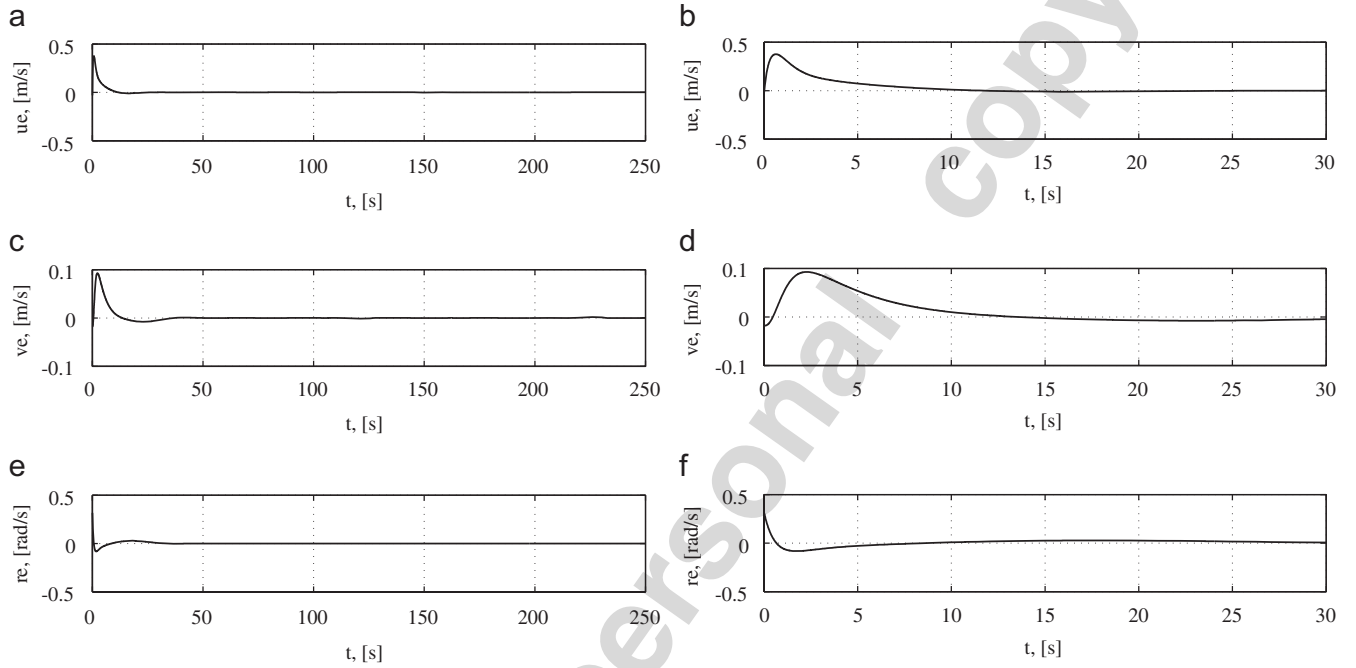 a
0.5
0
-0.5
ue, [m/s]
0 50 100 150 200 250
t, [s]
b
0.5
0
-0.5
ue, [m/s]
0 5 10 15 20 25 30
t, [s]
c
0.1
0
-0.1
ve, [m/s]
0 50 100 150 200 250
t, [s]
d
0.1
0
-0.1
ve, [m/s]
0 5 10 15 20 25 30
t, [s]
e
0.5
0
-0.5
re, [rad/s]
0 50 100 150 200 250
t, [s]
f
0.5
0
-0.5
re, [rad/s]
0 5 10 15 20 25 30
t, [s]
personal copy